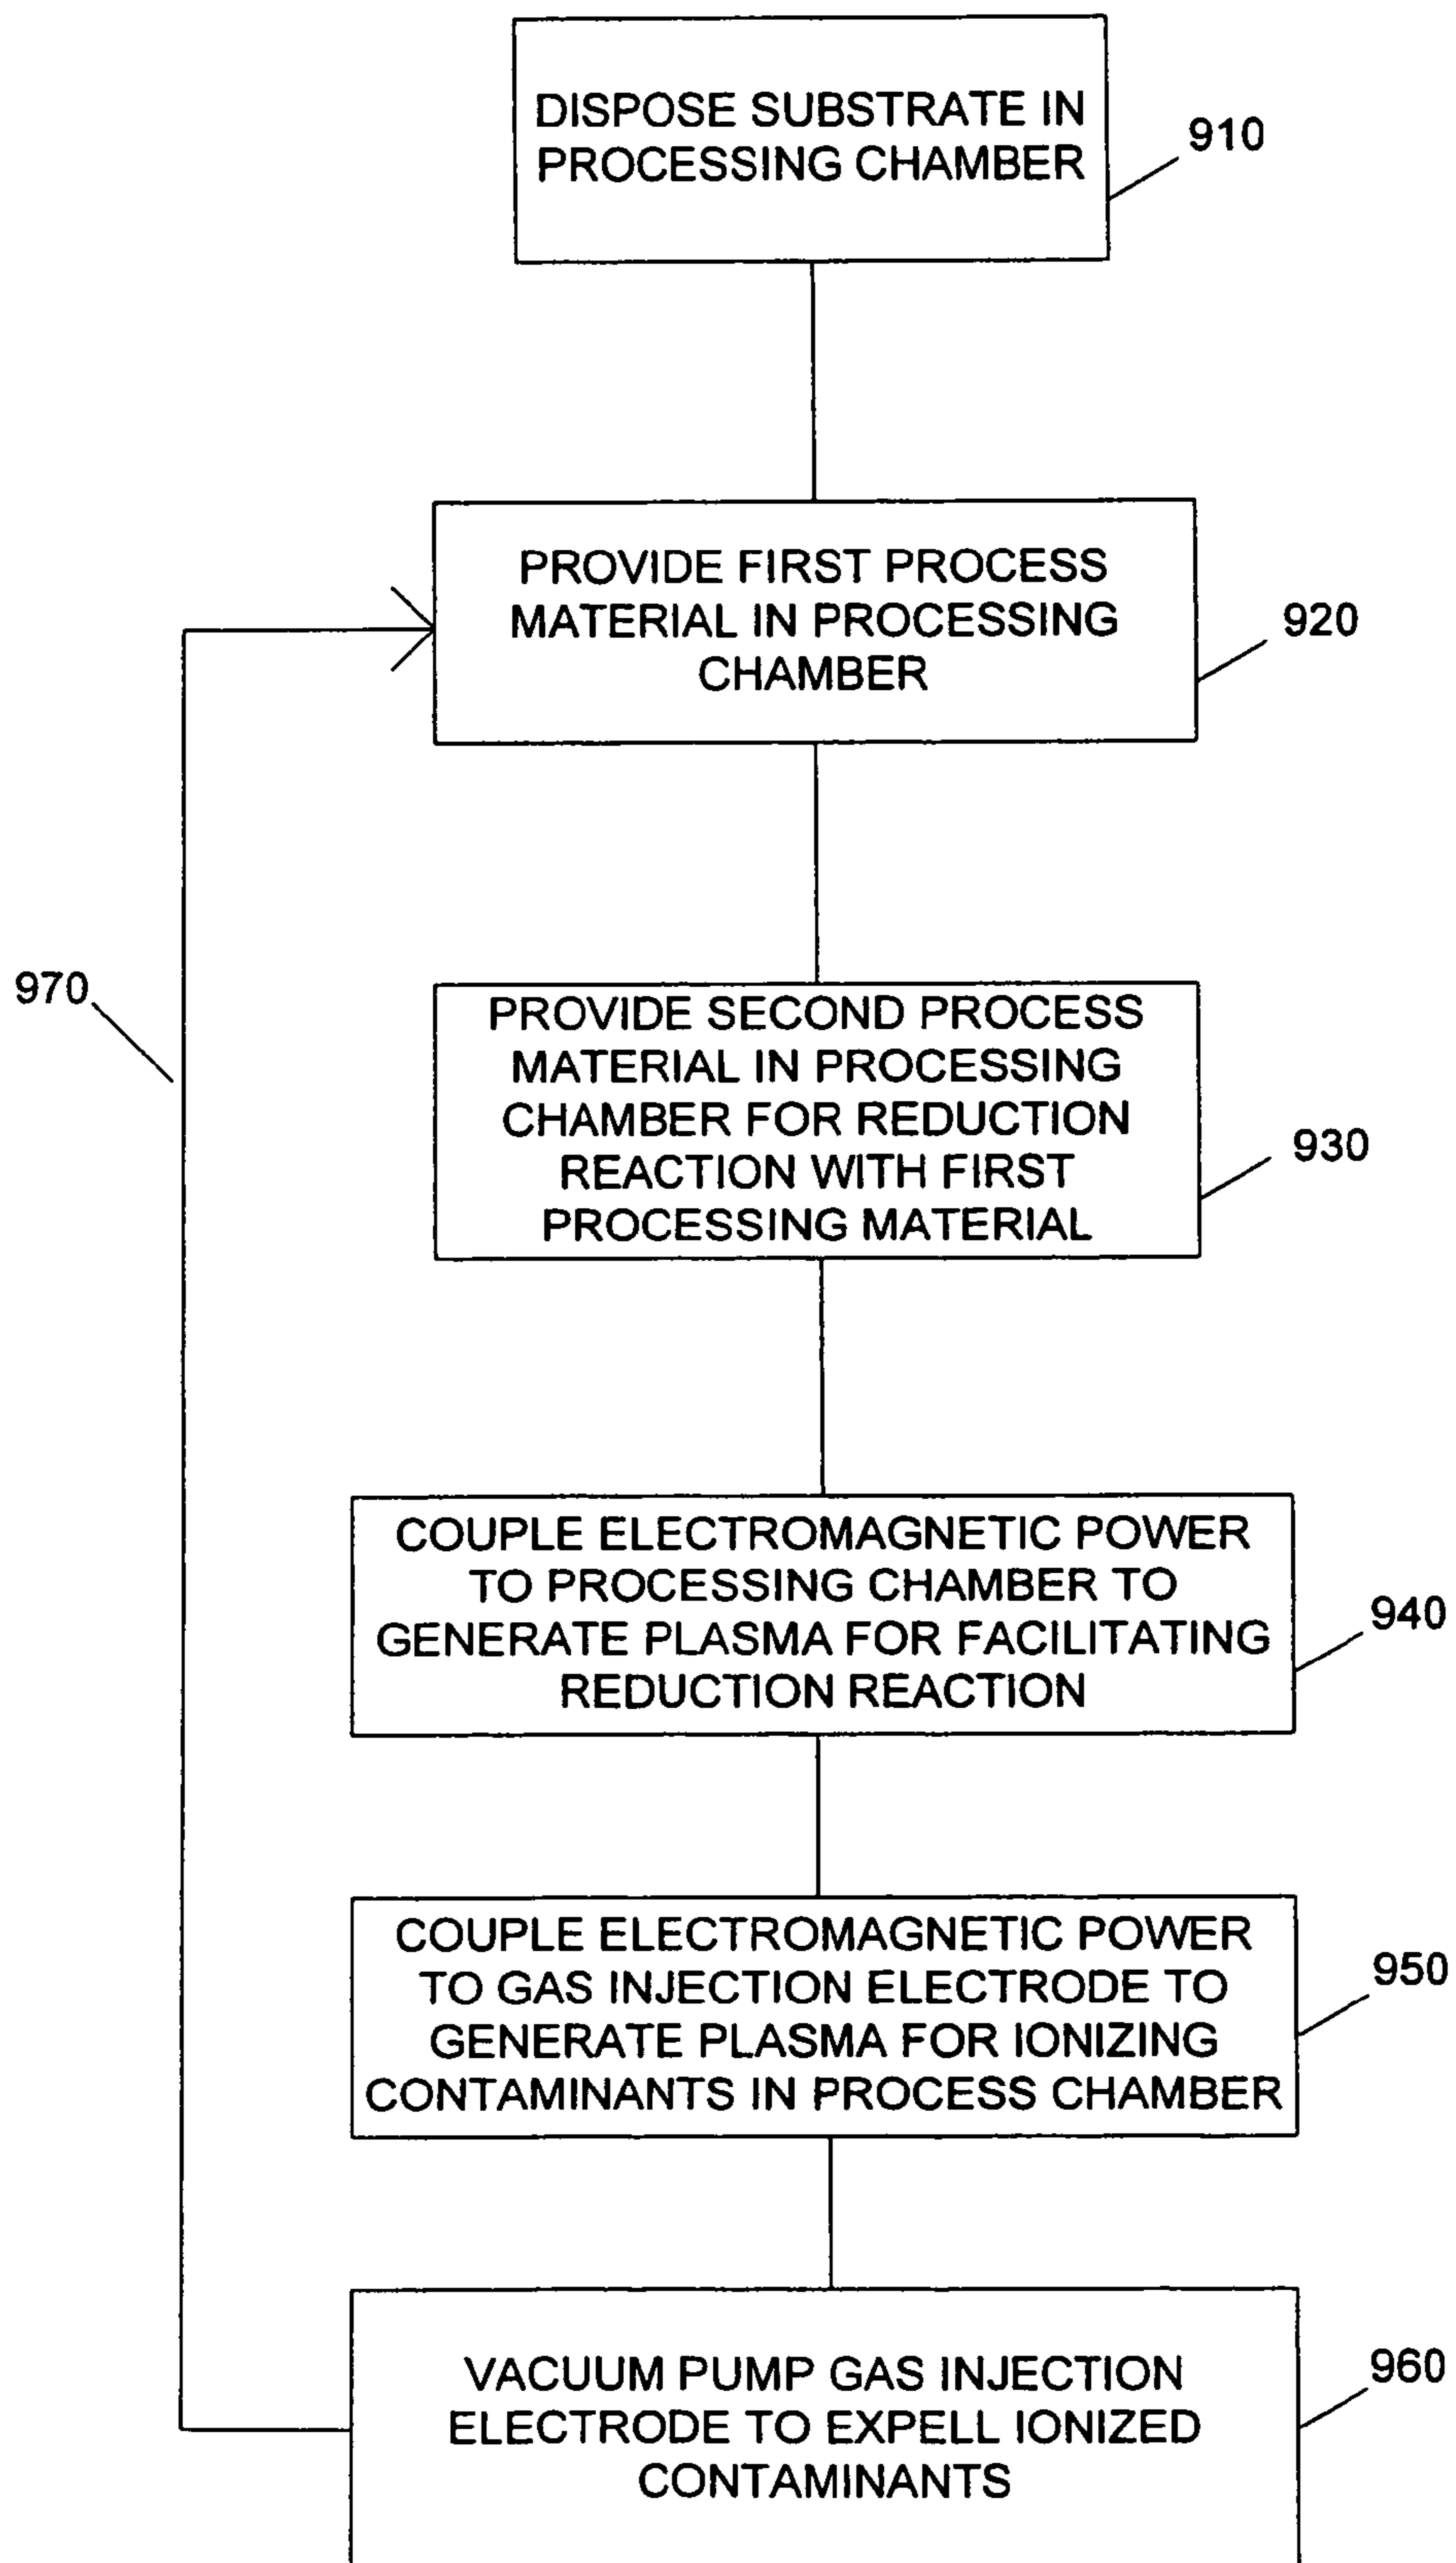 DISPOSE SUBSTRATE IN
PROCESSING CHAMBER
910
PROVIDE FIRST PROCESS
MATERIAL IN PROCESSING
CHAMBER
920
970
PROVIDE SECOND PROCESS
MATERIAL IN PROCESSING
CHAMBER FOR REDUCTION
REACTION WITH FIRST
PROCESSING MATERIAL
930
COUPLE ELECTROMAGNETIC POWER
TO PROCESSING CHAMBER TO
GENERATE PLASMA FOR FACILITATING
REDUCTION REACTION
940
COUPLE ELECTROMAGNETIC POWER
TO GAS INJECTION ELECTRODE TO
GENERATE PLASMA FOR IONIZING
CONTAMINANTS IN PROCESS CHAMBER
950
VACUUM PUMP GAS INJECTION
ELECTRODE TO EXPELL IONIZED
CONTAMINANTS
960